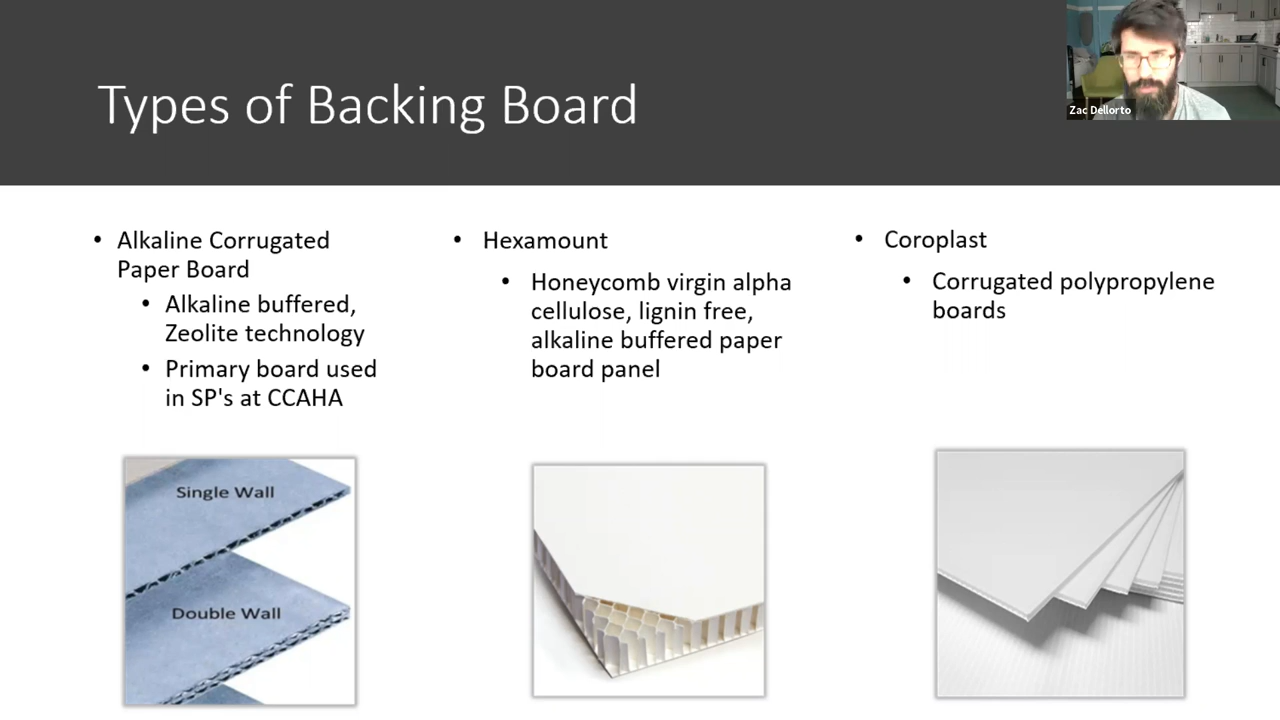 Types of Backing Board
Zac Dellorto
• Alkaline Corrugated
Paper Board
• Alkaline buffered,
Zeolite technology
• Primary board used
in SP's at CCAHA
• Hexamount
• Honeycomb virgin alpha
cellulose, lignin free,
alkaline buffered paper
board panel
• Coroplast
• Corrugated polypropylene
boards
Single Wall
Double Wall